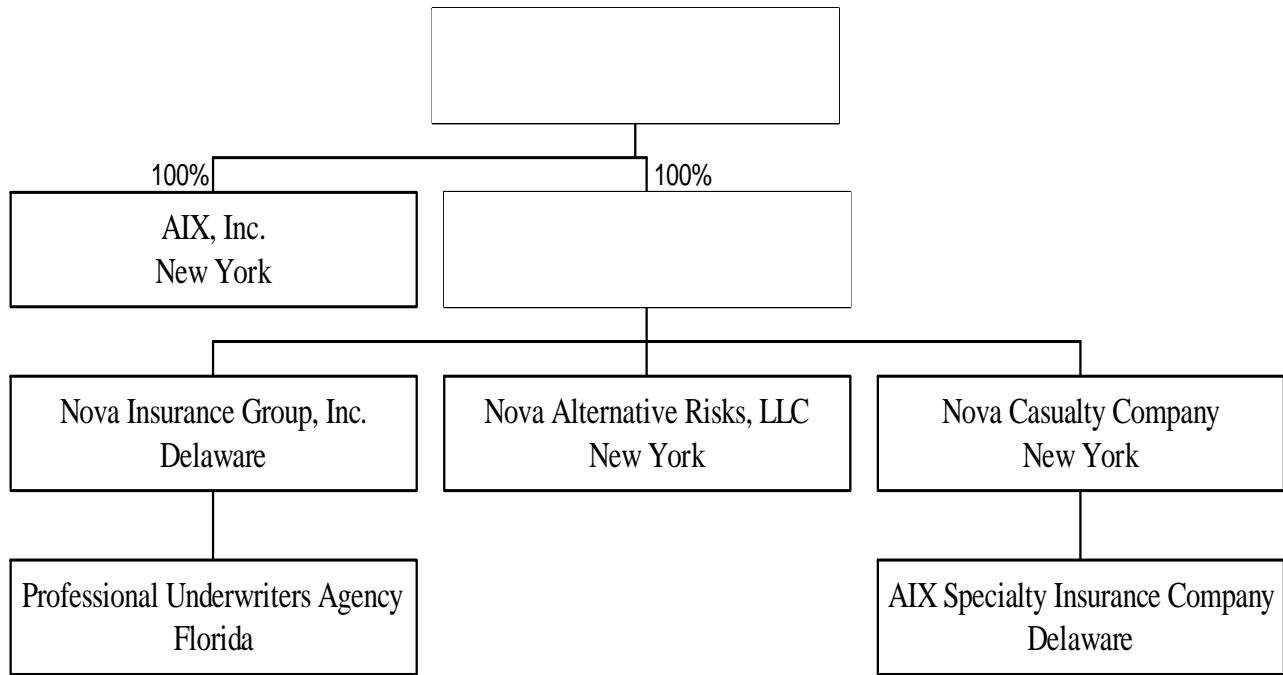 100%
100%
AIX, Inc.
New York
Nova Insurance Group, Inc.
Delaware
Nova Alternative Risks, LLC
New York
Nova Casualty Company
New York
Professional Underwriters Agency
Florida
AIX Specialty Insurance Company
Delaware